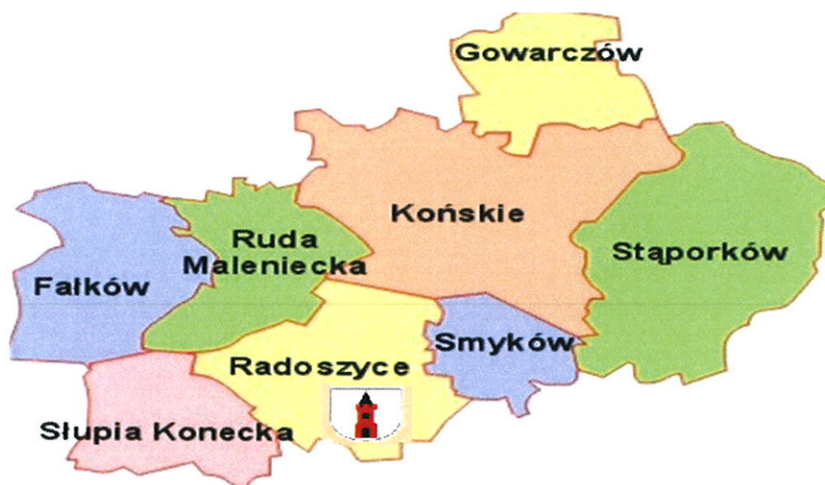 Gowarczów
Końskie
Ruda
Maleniecka
Stąporków
Fałków
Smyków
Radoszyce
Słupia Konecka